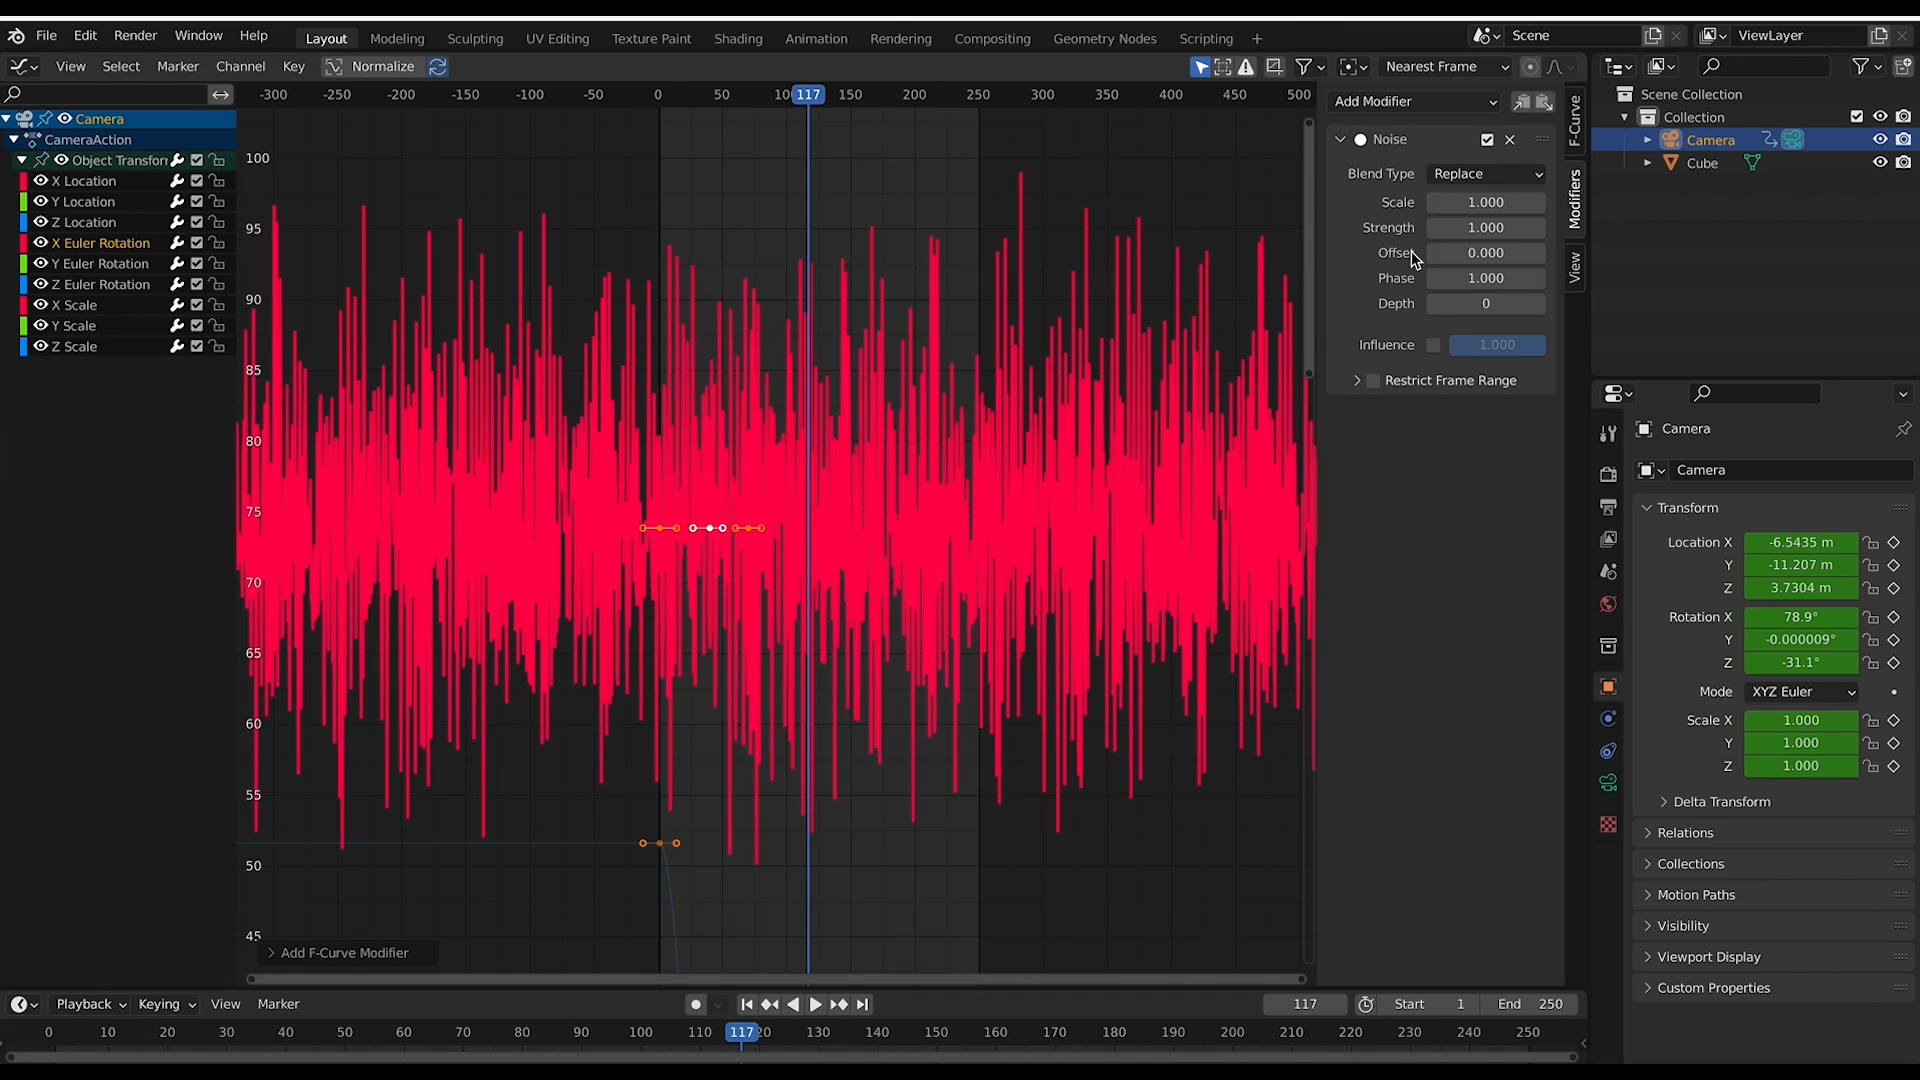 File Edit Render Window Help Layout Modeling Sculpting UV Editing Texture Paint Shading Animation Rendering Compositing Geometry Nodes Scripting + Scene ViewLayer
View Select Marker Channel Key Normalize Nearest Frame
-300 -250 -200 -150 -100 -50 0 50 117 150 200 250 300 350 400 450 500
Camera
CameraAction
Object Transfor
X Location
Y Location
Z Location
X Euler Rotation
Y Euler Rotation
Z Euler Rotation
X Scale
Y Scale
Z Scale
100
95
90
85
80
75
70
65
60
55
50
45
Add F-Curve Modifier
Add Modifier
Noise
Blend Type Replace
Scale 1.000
Strength 1.000
Offse 0.000
Phase 1.000
Depth 0
Influence 1.000
Restrict Frame Range
F-Curve
Modifiers
View
Scene Collection
Collection
Camera
Cube
Camera
Camera
Transform
Location X -6.5435 m
Y -11.207 m
Z 3.7304 m
Rotation X 78.9°
Y -0.000009°
Z -31.1°
Mode XYZ Euler
Scale X 1.000
Y 1.000
Z 1.000
Delta Transform
Relations
Collections
Motion Paths
Visibility
Viewport Display
Custom Properties
Playback Keying View Marker 117 Start 1 End 250
0 10 20 30 40 50 60 70 80 90 100 110 117 20 130 140 150 160 170 180 190 200 210 220 230 240 250